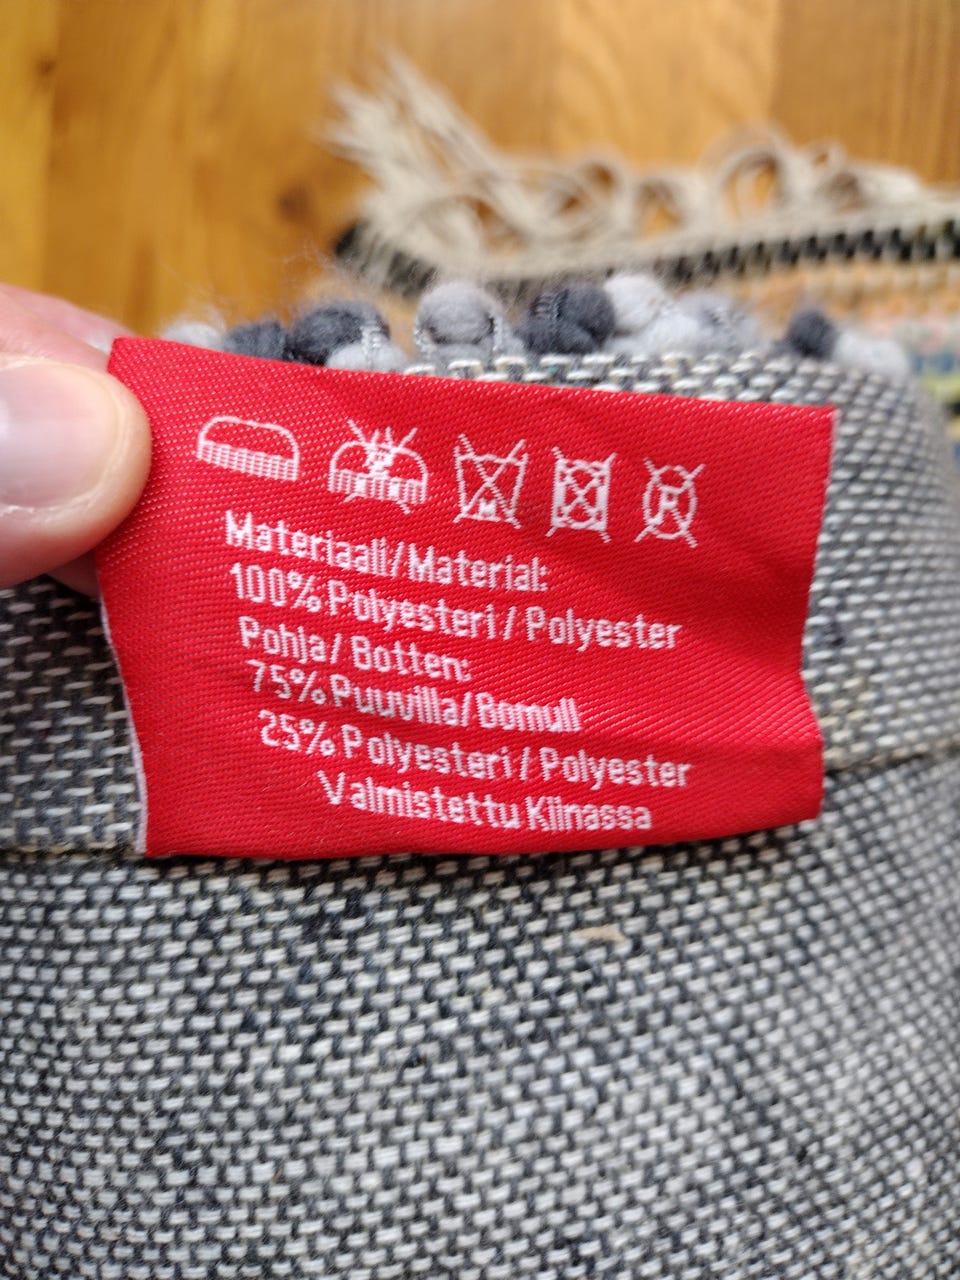 Materiaali/Material:
100% Polyesteri / Polyester
Pohja/ Botten:
75% Puuvilla/ Bomull
25% Polyesteri / Polyester
Valmistettu Kiinassa